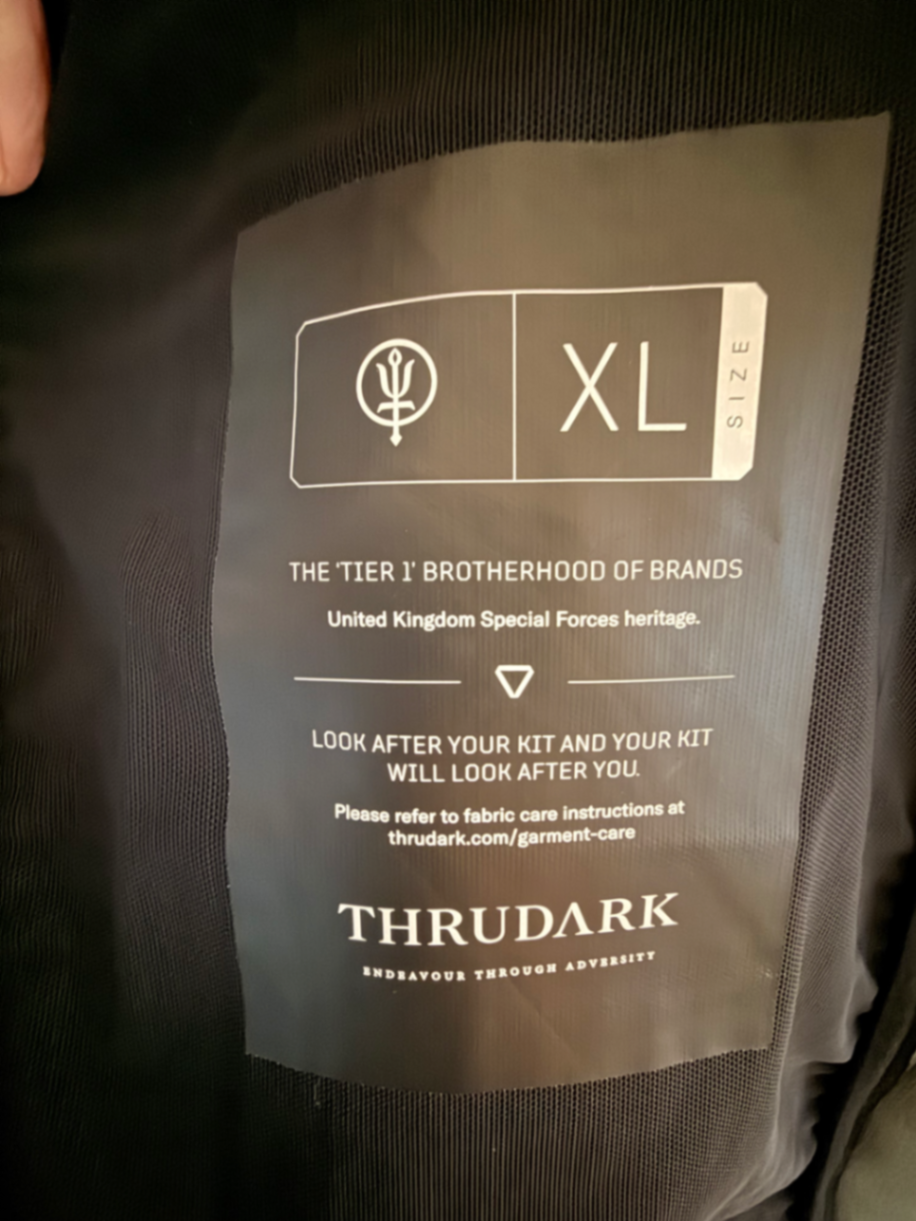 XL
SIZE
THE 'TIER 1' BROTHERHOOD OF BRANDS
United Kingdom Special Forces heritage.
LOOK AFTER YOUR KIT AND YOUR KIT
WILL LOOK AFTER YOU.
Please refer to fabric care instructions at
thrudark.com/garment-care
THRUDΛRK
ENDEAVOUR THROUGH ADVERSITY